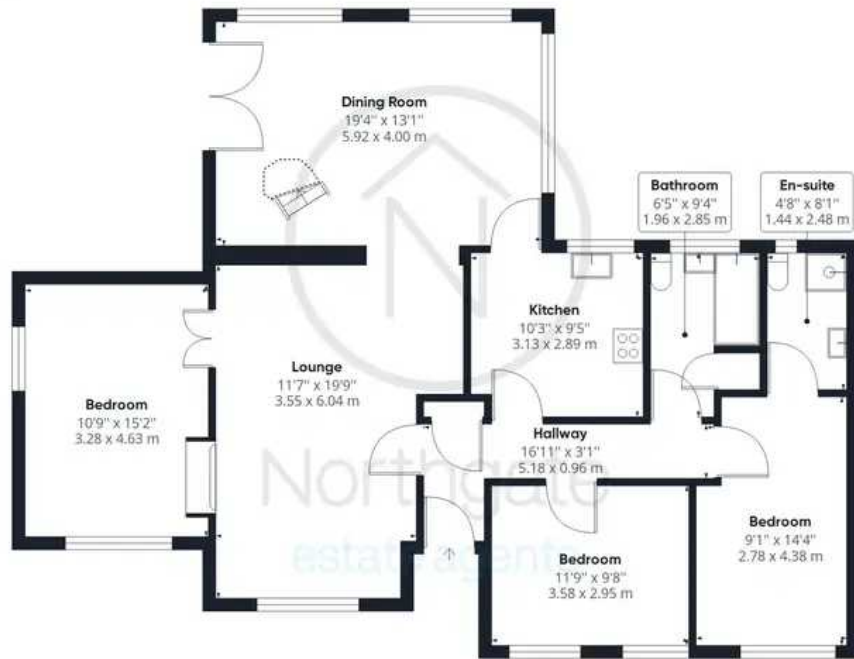 Dining Room
19'4" x 13'1"
5.92 x 4.00 m
Bathroom
6'5" x 9'4"
1.96 x 2.85 m
En-suite
4'8" x 8'1"
1.44 x 2.48 m
Kitchen
10'3" x 9'5"
3.13 x 2.89 m
Lounge
11'7" x 19'9"
3.55 x 6.04 m
Bedroom
10'9" x 15'2"
3.28 x 4.63 m
Hallway
16'11" x 3'1"
5.18 x 0.96 m
Bedroom
9'1" x 14'4"
2.78 x 4.38 m
Bedroom
11'9" x 9'8"
3.58 x 2.95 m
N
Northgate
estate agents